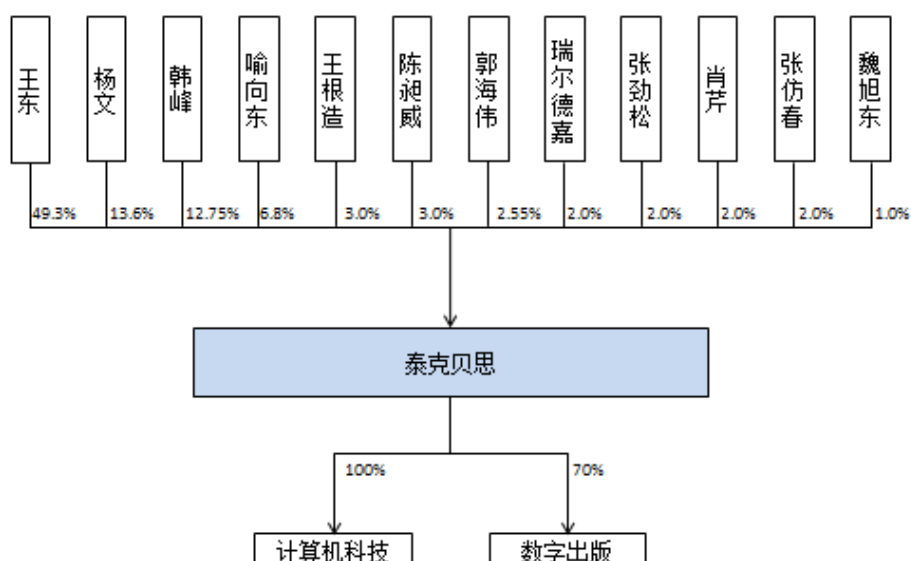 王东
杨文
韩峰
喻向东
王根造
陈昶威
郭海伟
瑞尔德嘉
张劲松
肖芹
张仿春
魏旭东
49.3%
13.6%
12.75%
6.8%
3.0%
3.0%
2.55%
2.0%
2.0%
2.0%
2.0%
1.0%
泰克贝思
100%
70%
计算机科技
数字出版